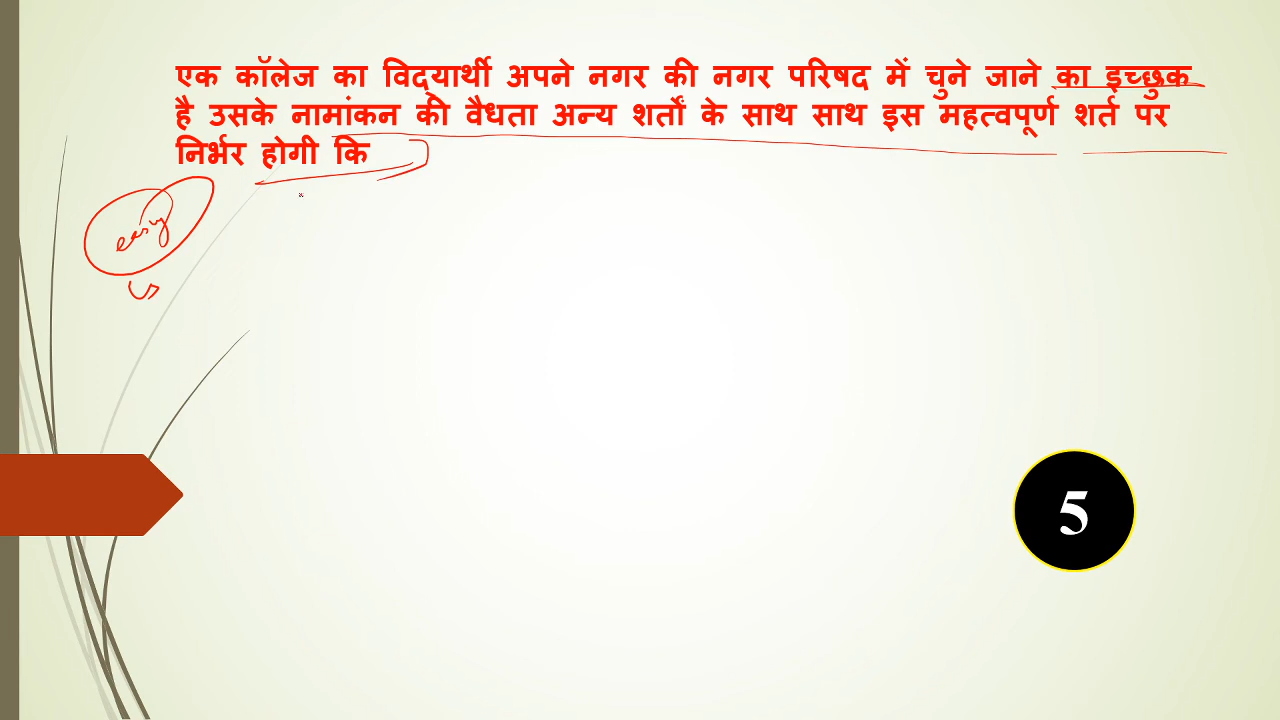 एक कॉलेज का विद्यार्थी अपने नगर की नगर परिषद में चुने जाने का इच्छुक
है उसके नामांकन की वैधता अन्य शर्तों के साथ साथ इस महत्वपूर्ण शर्त पर
निर्भर होगी कि
easy
5